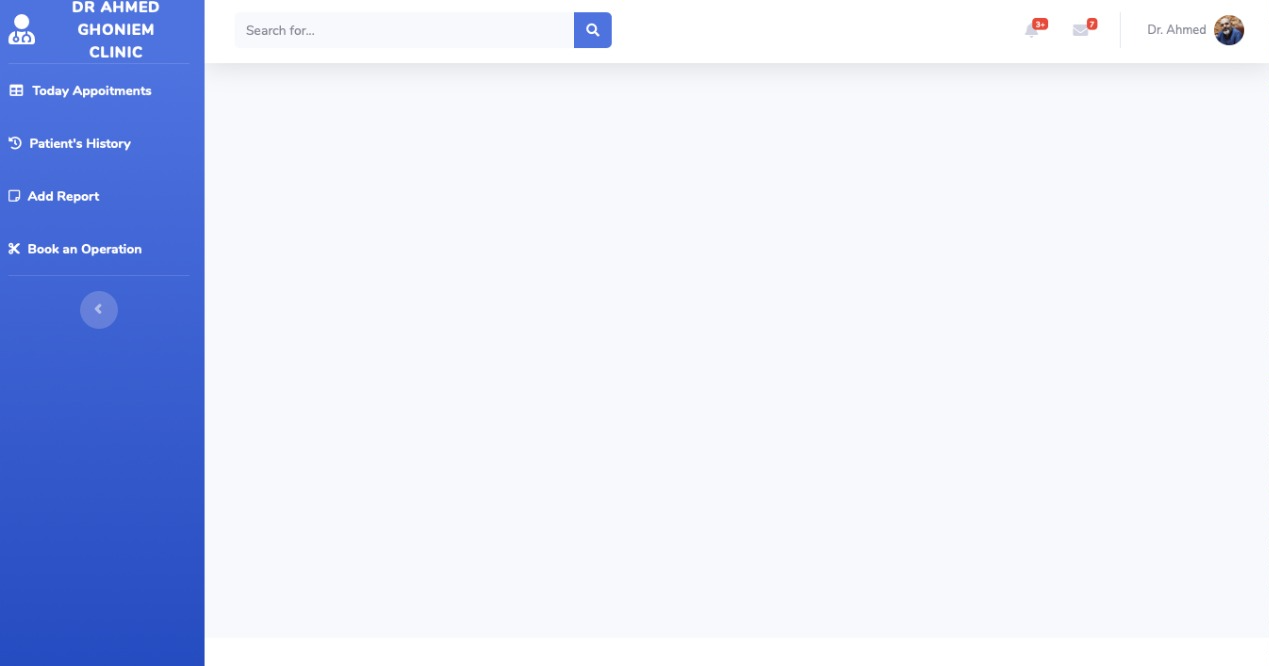 DR AHMED
GHONIEM
CLINIC
Search for...
3+
7
Dr. Ahmed
Today Appoitments
Patient's History
Add Report
Book an Operation